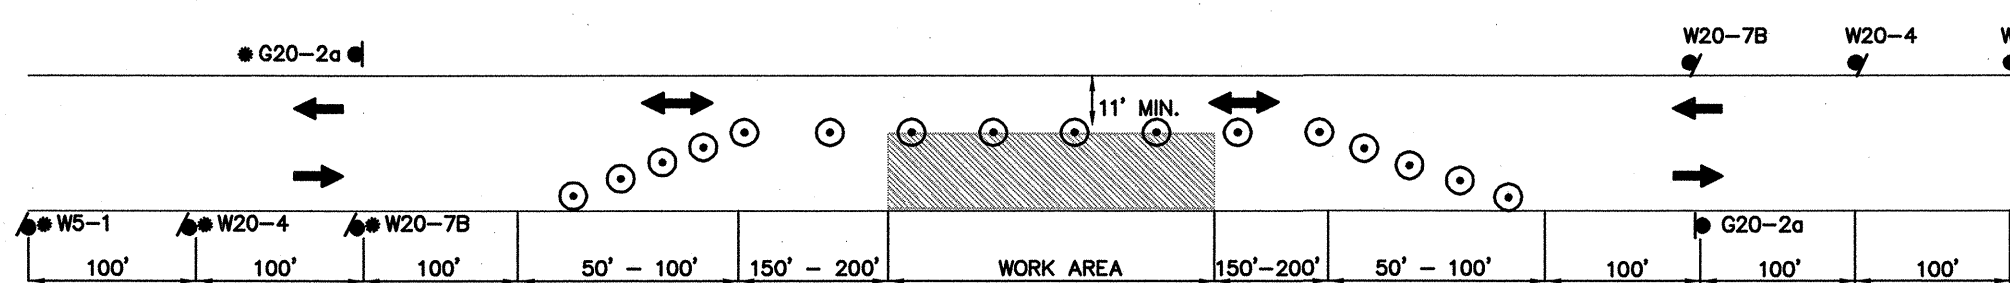 W20-7B W20-4 W
✹ G20-2a
11' MIN.
✹ W5-1 ✹ W20-4 ✹ W20-7B G20-2a
100' 100' 100' 50' - 100' 150' - 200' WORK AREA 150'-200' 50' - 100' 100' 100' 100'